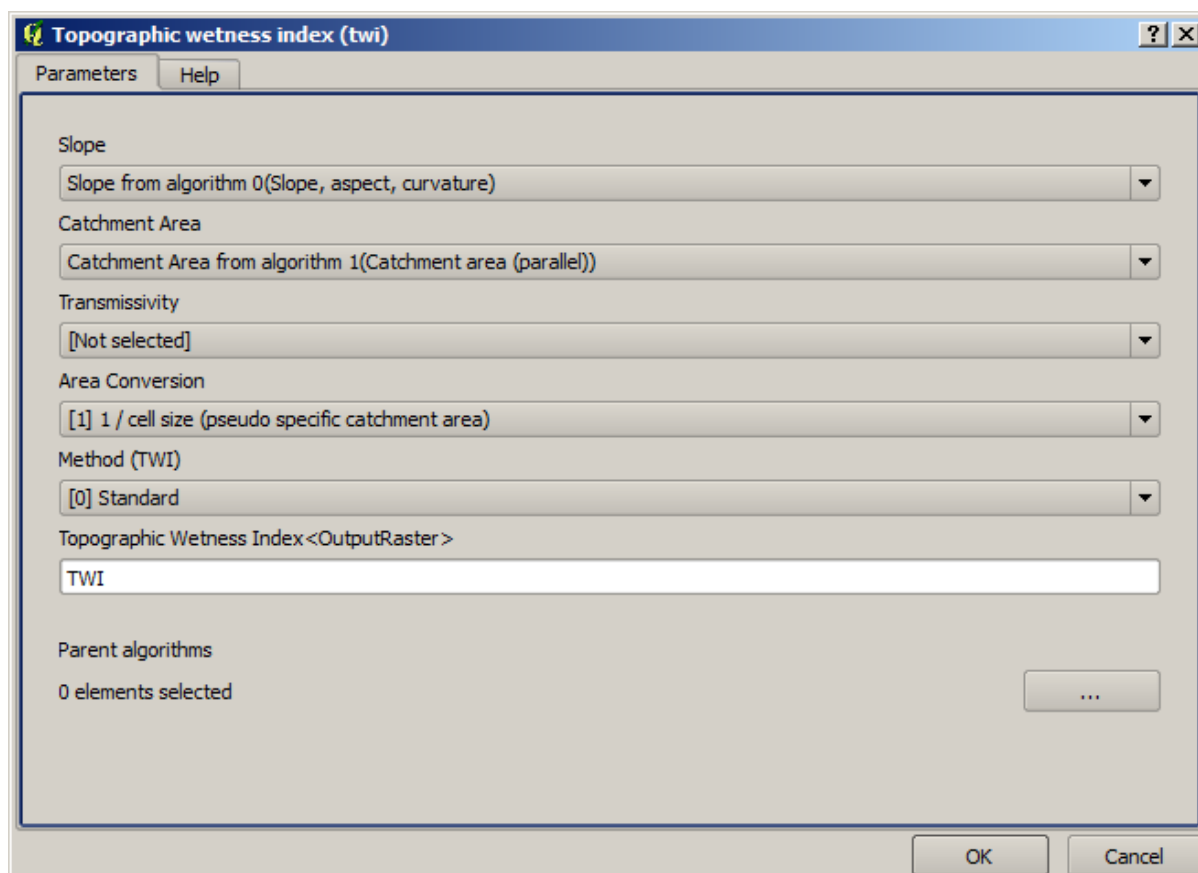 Topographic wetness index (twi)
Parameters Help
Slope
Slope from algorithm 0(Slope, aspect, curvature)
Catchment Area
Catchment Area from algorithm 1(Catchment area (parallel))
Transmissivity
[Not selected]
Area Conversion
[1] 1 / cell size (pseudo specific catchment area)
Method (TWI)
[0] Standard
Topographic Wetness Index<OutputRaster>
TWI
Parent algorithms
0 elements selected ...
OK Cancel